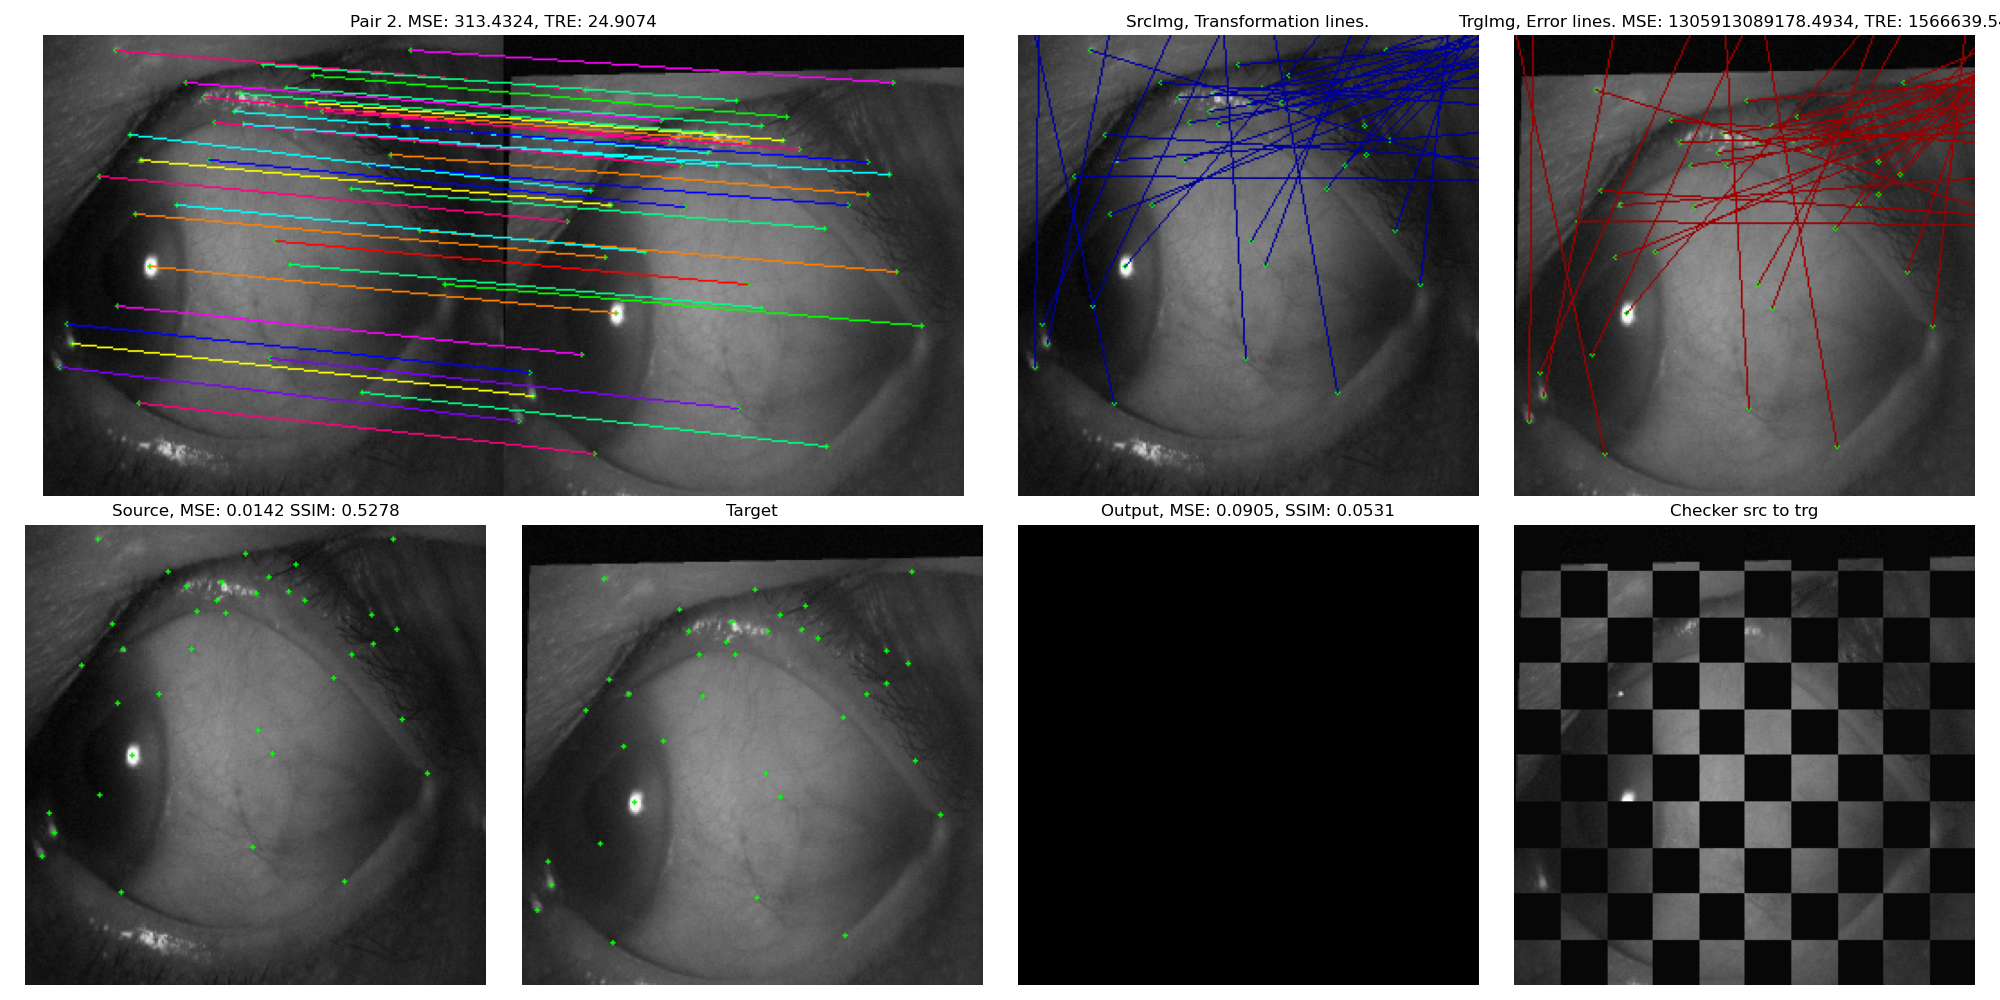 Pair 2. MSE: 313.4324, TRE: 24.9074
SrcImg, Transformation lines.
TrgImg, Error lines. MSE: 1305913089178.4934, TRE: 1566639.5
Source, MSE: 0.0142 SSIM: 0.5278
Target
Output, MSE: 0.0905, SSIM: 0.0531
Checker src to trg